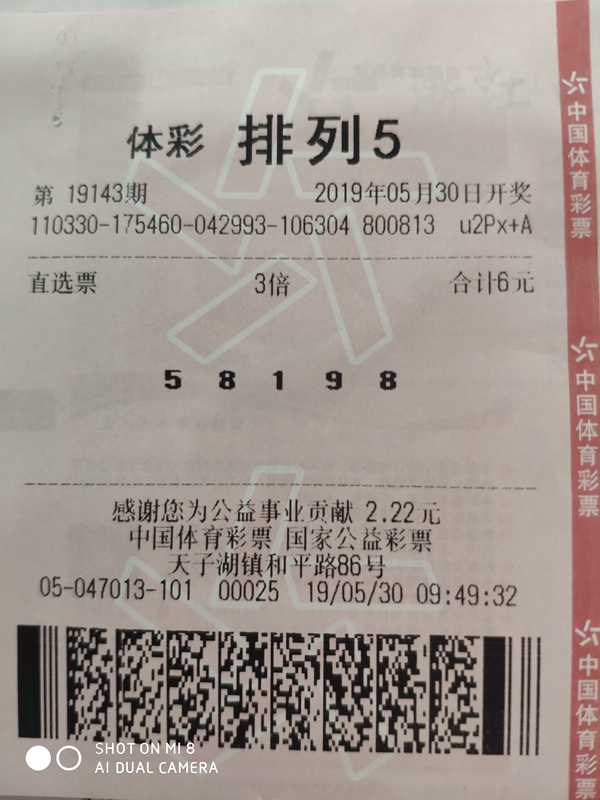 体彩 排列5
第 19143期 2019年05月30日开奖
110330-175460-042993-106304 800813 u2Px+A
直选票 3倍 合计6元
5 8 1 9 8
感谢您为公益事业贡献 2.22元
中国体育彩票 国家公益彩票
天子湖镇和平路86号
05-047013-101 00025 19/05/30 09:49:32
中国体育彩票
中国体育彩票
中国体育彩票
SHOT ON MI 8
AI DUAL CAMERA